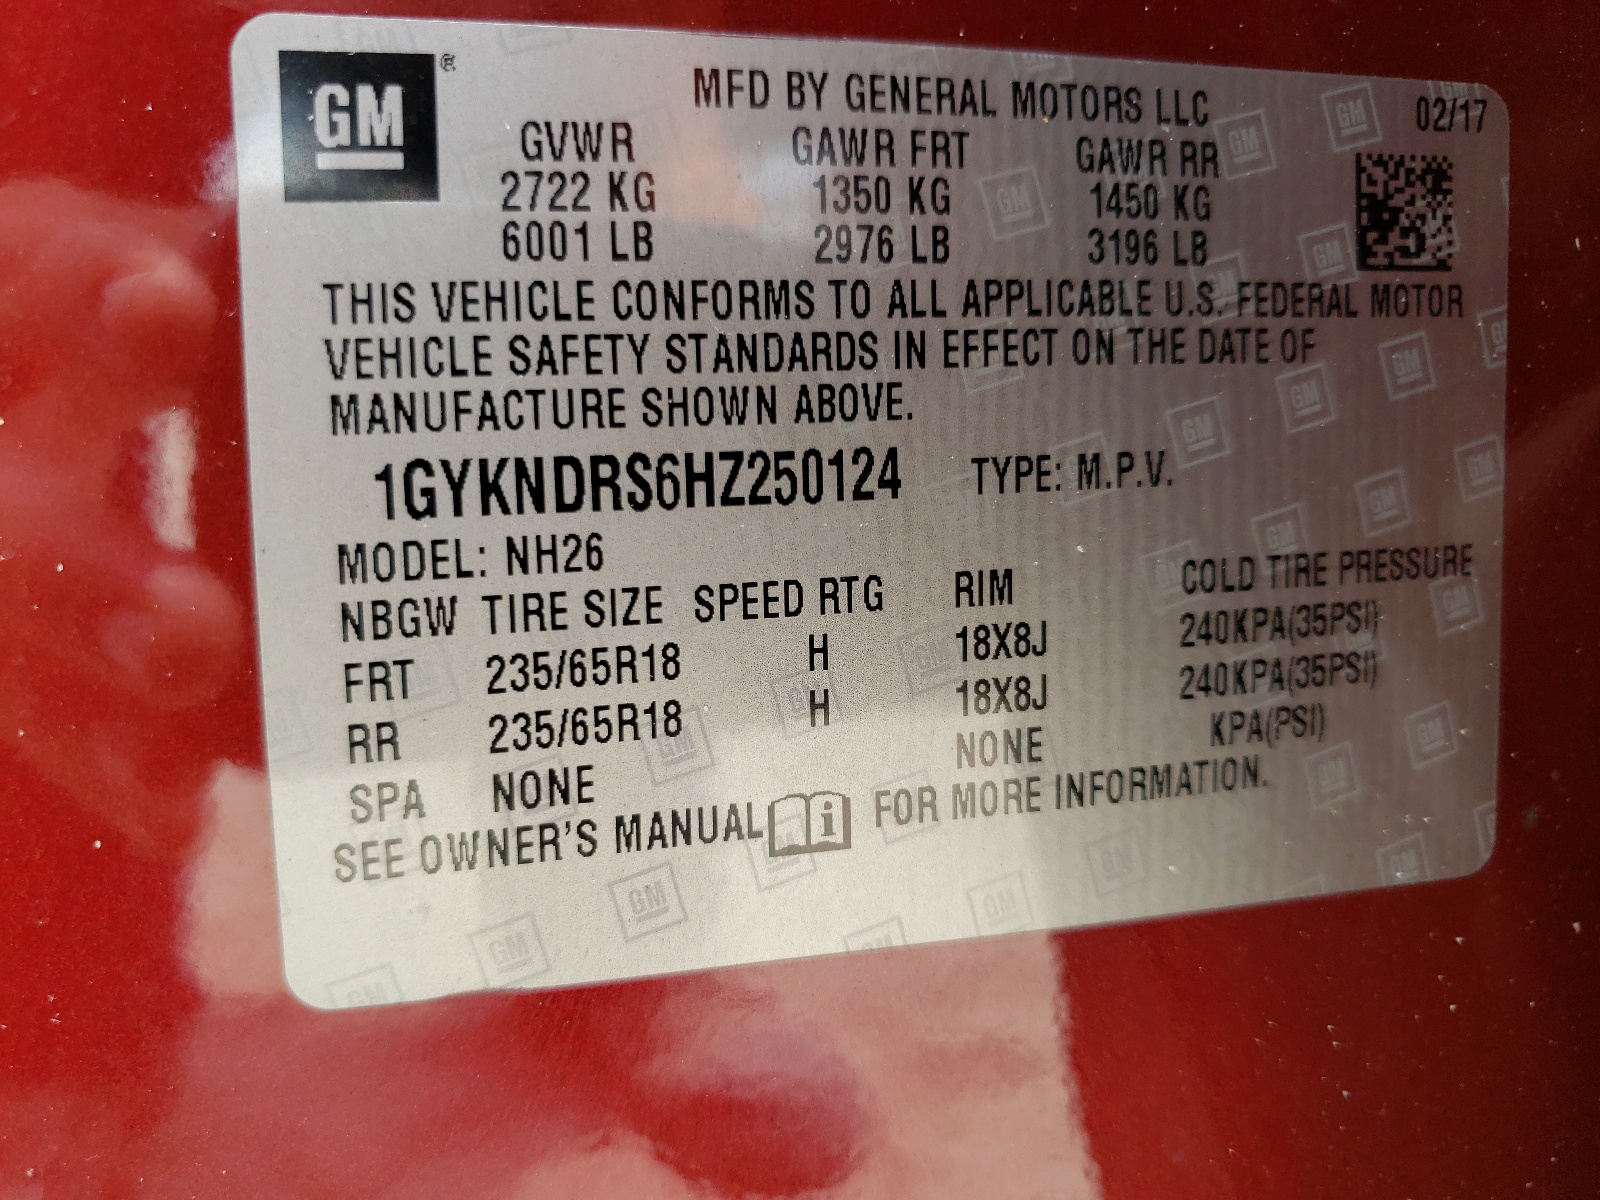 GM®
MFD BY GENERAL MOTORS LLC 02/17
GVWR GAWR FRT GAWR RR
2722 KG 1350 KG 1450 KG
6001 LB 2976 LB 3196 LB
THIS VEHICLE CONFORMS TO ALL APPLICABLE U.S. FEDERAL MOTOR
VEHICLE SAFETY STANDARDS IN EFFECT ON THE DATE OF
MANUFACTURE SHOWN ABOVE.
1GYKNDRS6HZ250124 TYPE: M.P.V.
MODEL: NH26
NBGW TIRE SIZE SPEED RTG RIM COLD TIRE PRESSURE
FRT 235/65R18 H 18X8J 240KPA(35PSI)
RR 235/65R18 H 18X8J 240KPA(35PSI)
SPA NONE NONE KPA(PSI)
SEE OWNER'S MANUAL i FOR MORE INFORMATION.